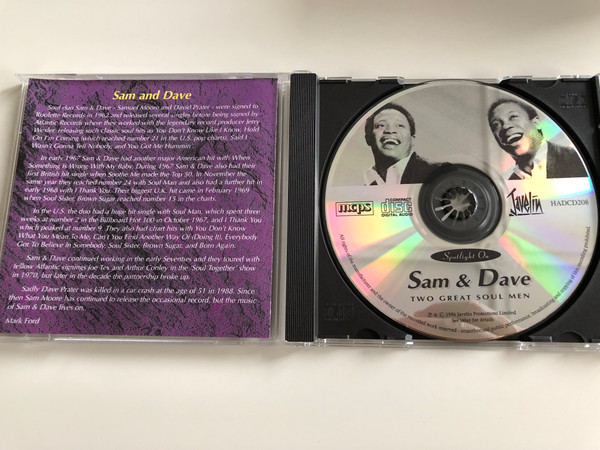 Sam and Dave
Soul duo Sam & Dave - Samuel Moore and David Prater - were signed to
Roulette Records in 1962 and released several singles before being signed by
Atlantic Records where they worked with the legendary record producer Jerry
Wexler, releasing such classic soul hits as You Don't Know Like I Know, Hold
On I'm Coming (which reached number 21 in the U.S. pop charts), Said I
Wasn't Gonna Tell Nobody, and You Got Me Hummin'.
In early 1967 Sam & Dave had another major American hit with When
Something Is Wrong With My Baby. During 1967 Sam & Dave also had their
first British hit single when Soothe Me made the Top 50. In November the
same year they reached number 24 with Soul Man and also had a further hit in
early 1968 with I Thank You. Their biggest U.K. hit came in February 1969
when Soul Sister, Brown Sugar reached number 15 in the charts.
In the U.S. the duo had a huge hit single with Soul Man, which spent three
weeks at number 2 in the Billboard Hot 100 in October 1967, and I Thank You
which peaked at number 9. They also had chart hits with You Don't Know
What You Mean To Me, Can't You Find Another Way (Of Doing It), Everybody
Got To Believe In Somebody, Soul Sister, Brown Sugar, and Born Again.
Sam & Dave continued working in the early Seventies and they toured with
fellow Atlantic signings Joe Tex and Arthur Conley in the 'Soul Together' show
in 1970, but later in the decade the partnership broke up.
Sadly Dave Prater was killed in a car crash at the age of 51 in 1988. Since
then Sam Moore has continued to release the occasional record, but the music
of Sam & Dave lives on.
Mark Ford
mcps
COMPACT
disc
DIGITAL AUDIO
Javelin
HADCD208
Spotlight On
Sam & Dave
TWO GREAT SOUL MEN
℗ & © 1996 Javelin Promotions Limited
See inlay for details